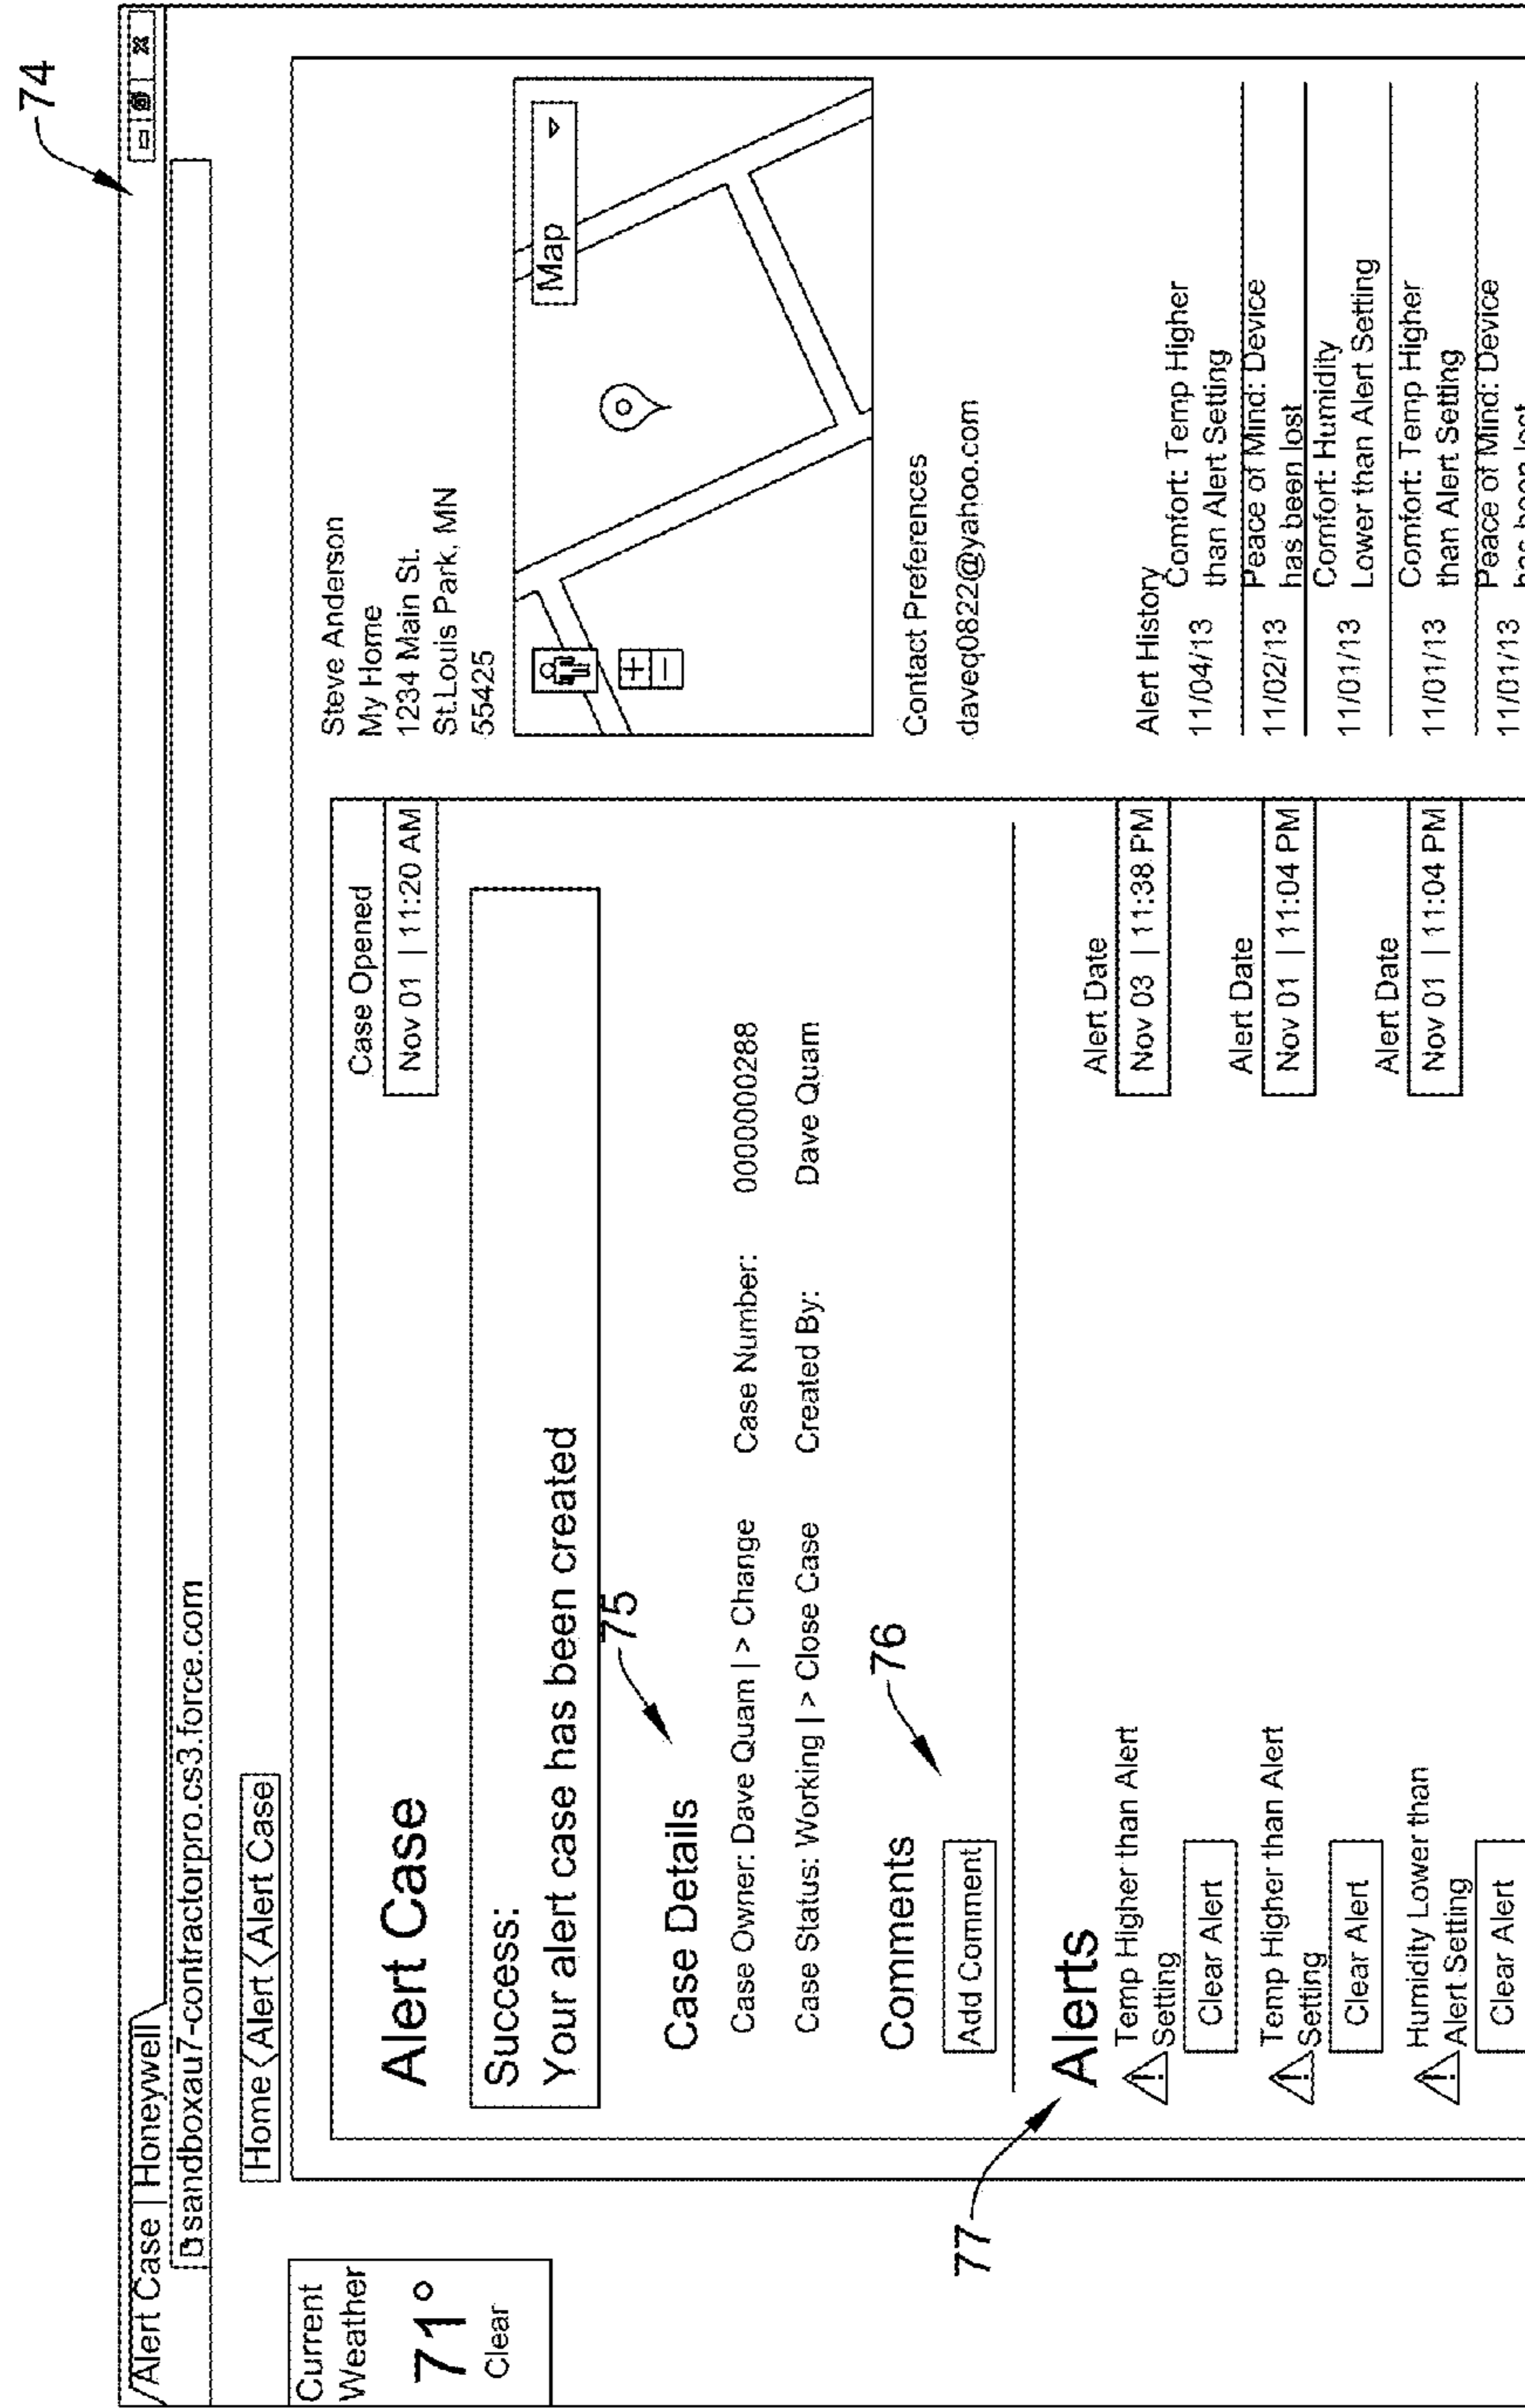 74
Alert Case | Honeywell
sandboxau7-contractorpro.cs3.force.com
Current
Weather
71°
Clear
Home < Alert < Alert Case
Alert Case
Case Opened
Nov 01 | 11:20 AM
Success:
Your alert case has been created
75
Case Details
Case Owner: Dave Quam | > Change Case Number: 0000000288
Case Status: Working | > Close Case Created By: Dave Quam
76
Comments
Add Comment
77
Alerts
Temp Higher than Alert
Setting
Clear Alert
Alert Date
Nov 03 | 11:38 PM
Temp Higher than Alert
Setting
Clear Alert
Alert Date
Nov 01 | 11:04 PM
Humidity Lower than
Alert Setting
Clear Alert
Alert Date
Nov 01 | 11:04 PM
Steve Anderson
My Home
1234 Main St.
St.Louis Park, MN
55425
Map
Contact Preferences
daveq0822@yahoo.com
Alert History
11/04/13 Comfort: Temp Higher
than Alert Setting
11/02/13 Peace of Mind: Device
has been lost
11/01/13 Comfort: Humidity
Lower than Alert Setting
11/01/13 Comfort: Temp Higher
than Alert Setting
11/01/13 Peace of Mind: Device
has been lost